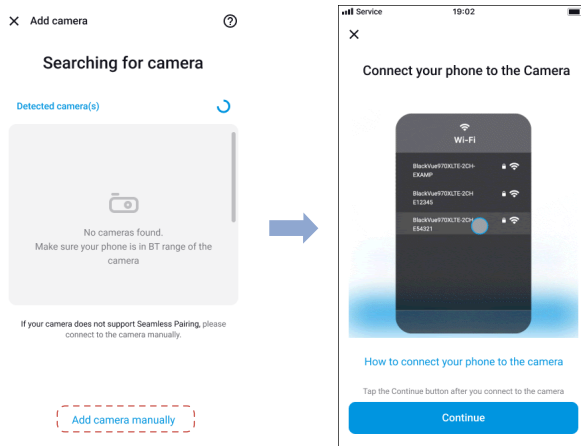 Add camera
Searching for camera
Detected camera(s)
No cameras found.
Make sure your phone is in BT range of the
camera
If your camera does not support Seamless Pairing, please
connect to the camera manually.
Add camera manually
Service
19:02
Connect your phone to the Camera
Wi-Fi
BlackVue970XLTE-2CH-
EXAMP
BlackVue970XLTE-2CH
E12345
BlackVue970XLTE-2CH
E54321
How to connect your phone to the camera
Tap the Continue button after you connect to the camera
Continue